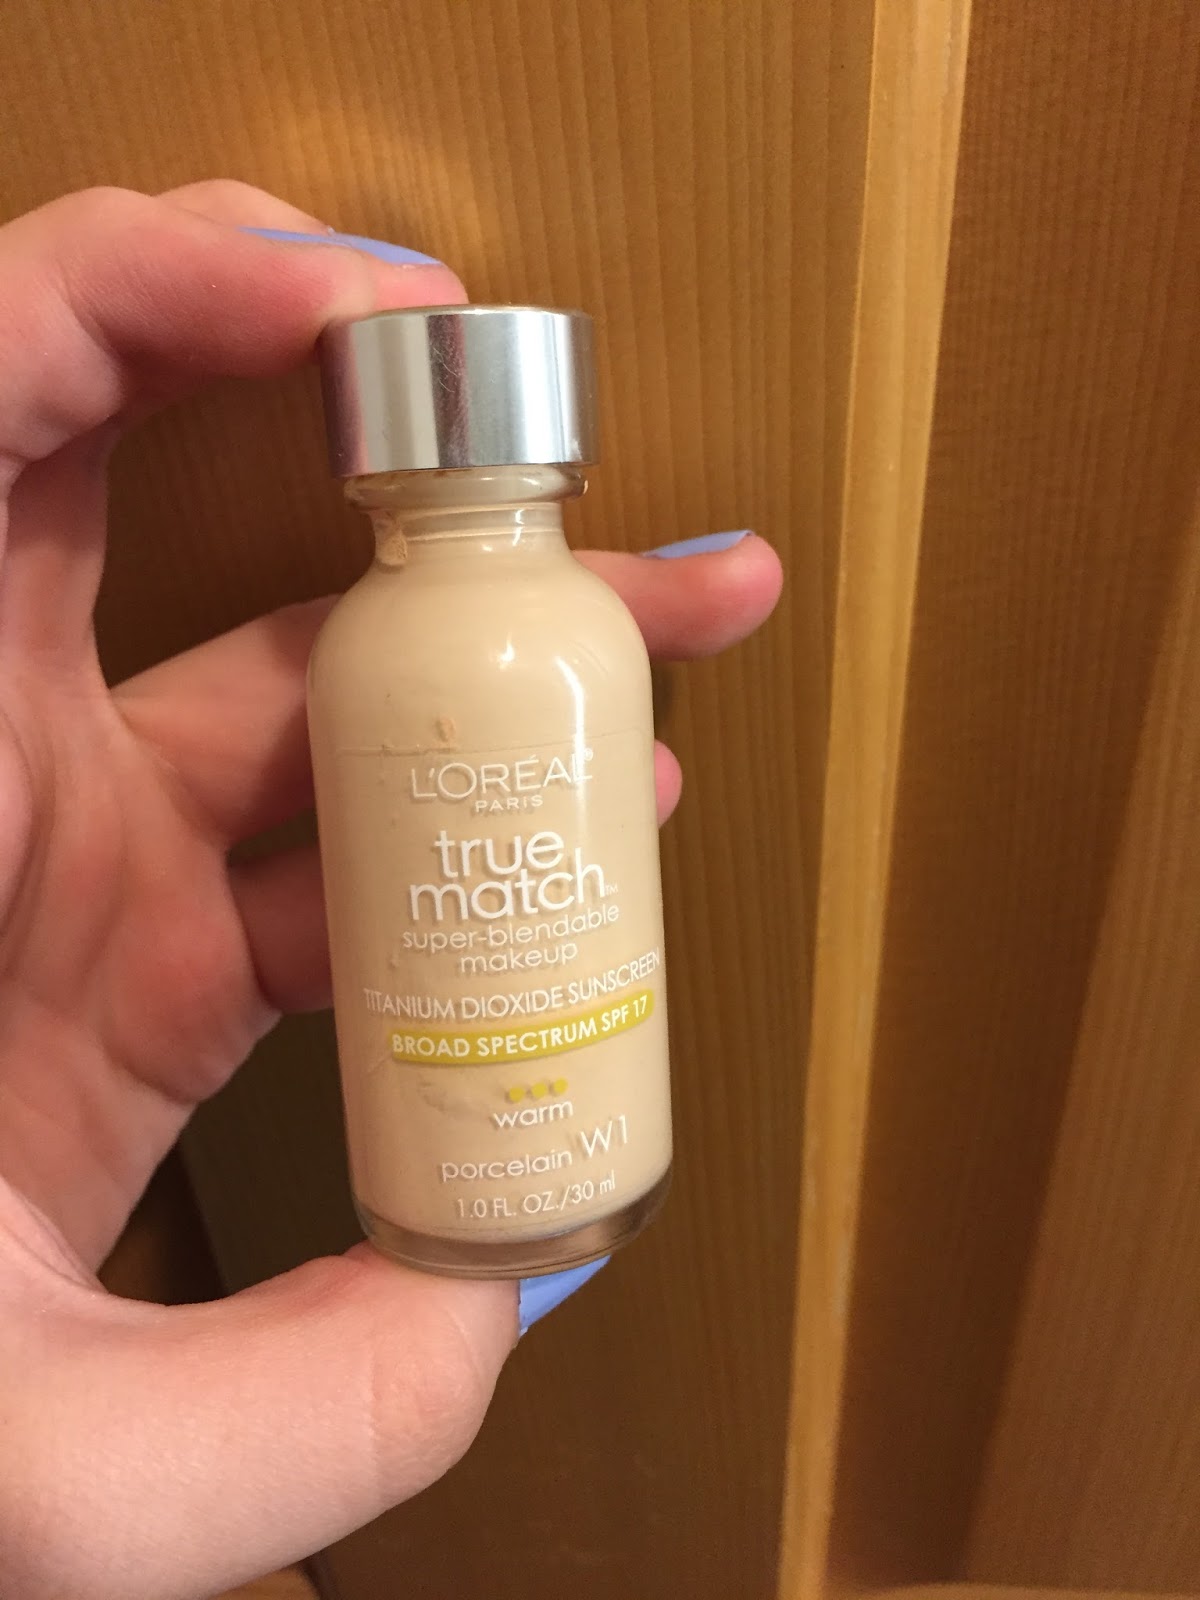 L'ORÉAL®
PARIS
true
match™
super-blendable
makeup
TITANIUM DIOXIDE SUNSCREEN
BROAD SPECTRUM SPF 17
warm
porcelain W1
1.0 FL. OZ./30 ml